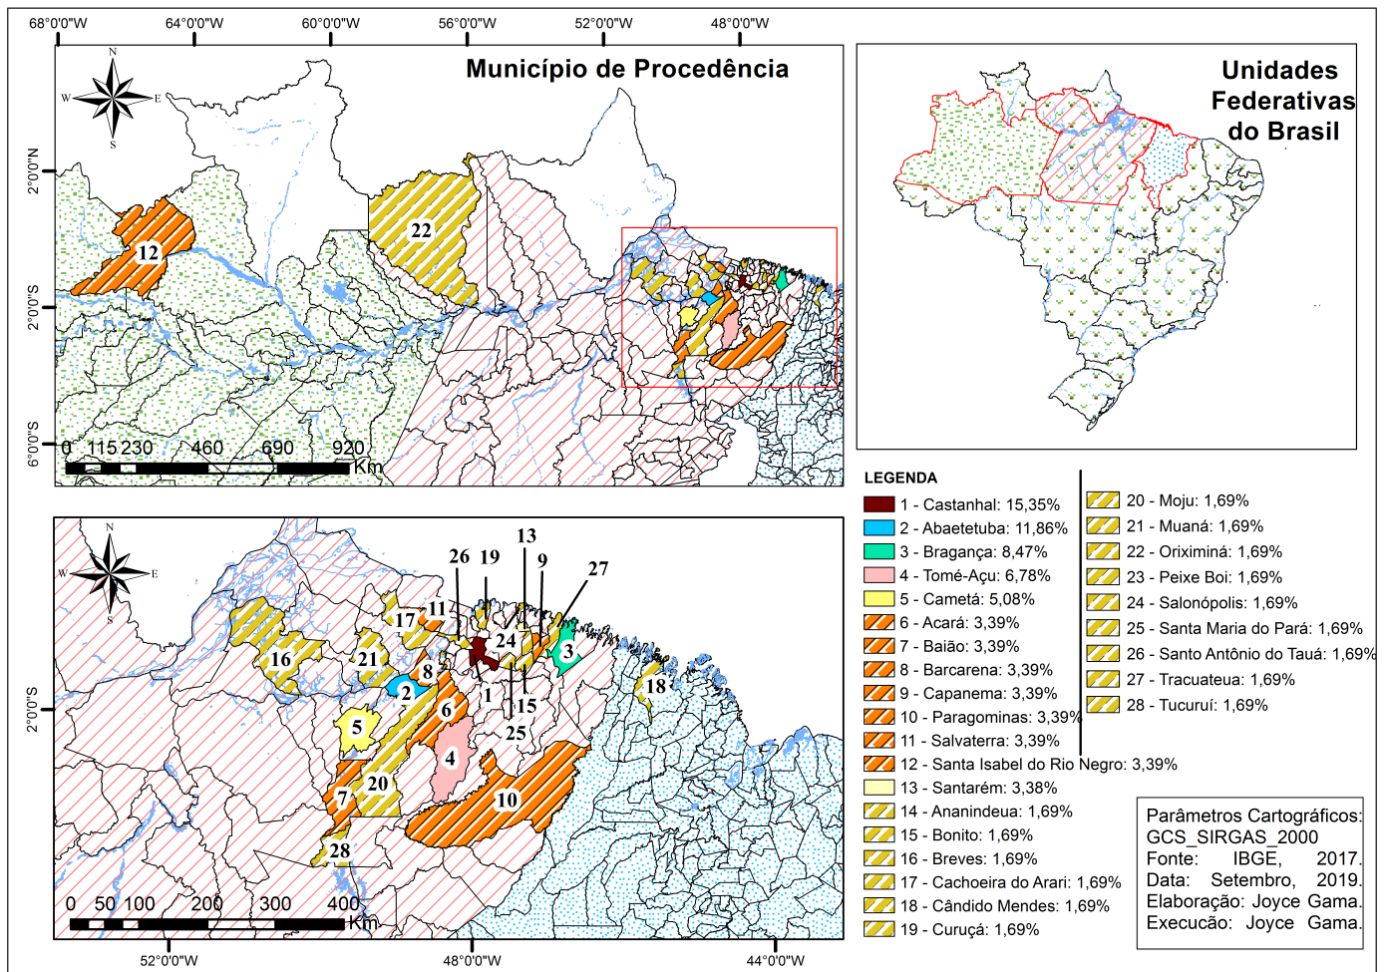 68°0'0"W
64°0'0"W
60°0'0"W
56°0'0"W
52°0'0"W
48°0'0"W
Município de Procedência
N
W
E
S
2°0'0"N
2°0'0"S
6°0'0"S
12
22
0 115 230 460 690 920
Km
Unidades
Federativas
do Brasil
N
W
E
S
2°0'0"S
13
26
19
9
27
11
17
24
3
16
21
8
2
1
18
6
15
5
25
4
20
7
10
28
0 50 100 200 300 400
Km
52°0'0"W
48°0'0"W
44°0'0"W
LEGENDA
1 - Castanhal: 15,35%
2 - Abaetetuba: 11,86%
3 - Bragança: 8,47%
4 - Tomé-Açu: 6,78%
5 - Cametá: 5,08%
6 - Acará: 3,39%
7 - Baião: 3,39%
8 - Barcarena: 3,39%
9 - Capanema: 3,39%
10 - Paragominas: 3,39%
11 - Salvaterra: 3,39%
12 - Santa Isabel do Rio Negro: 3,39%
13 - Santarém: 3,38%
14 - Ananindeua: 1,69%
15 - Bonito: 1,69%
16 - Breves: 1,69%
17 - Cachoeira do Arari: 1,69%
18 - Cândido Mendes: 1,69%
19 - Curuçá: 1,69%
20 - Moju: 1,69%
21 - Muaná: 1,69%
22 - Oriximiná: 1,69%
23 - Peixe Boi: 1,69%
24 - Salonópolis: 1,69%
25 - Santa Maria do Pará: 1,69%
26 - Santo Antônio do Tauá: 1,69%
27 - Tracuateua: 1,69%
28 - Tucuruí: 1,69%
Parâmetros Cartográficos:
GCS_SIRGAS_2000
Fonte: IBGE, 2017.
Data: Setembro, 2019.
Elaboração: Joyce Gama.
Execucão: Joyce Gama.